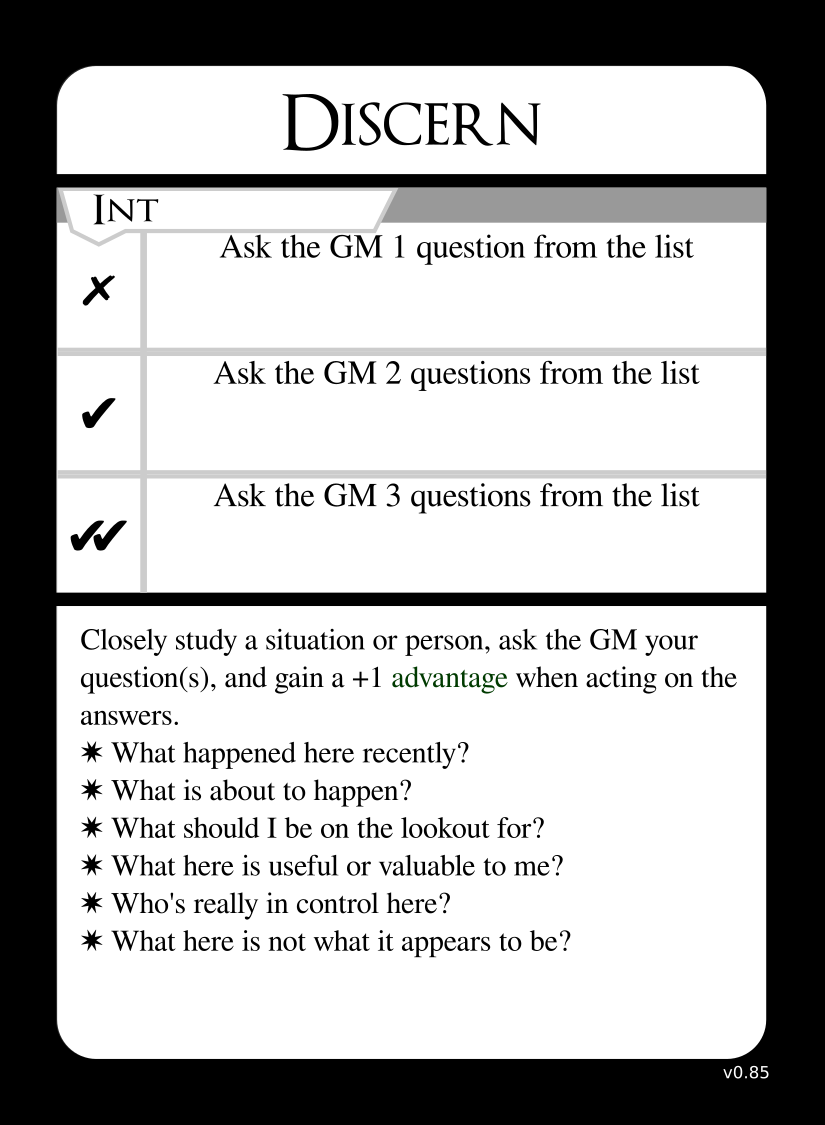 Discern
Int
Ask the GM 1 question from the list
✗
Ask the GM 2 questions from the list
✔
Ask the GM 3 questions from the list
✔✔
Closely study a situation or person, ask the GM your
question(s), and gain a +1 advantage when acting on the
answers.
✷ What happened here recently?
✷ What is about to happen?
✷ What should I be on the lookout for?
✷ What here is useful or valuable to me?
✷ Who's really in control here?
✷ What here is not what it appears to be?
v0.85